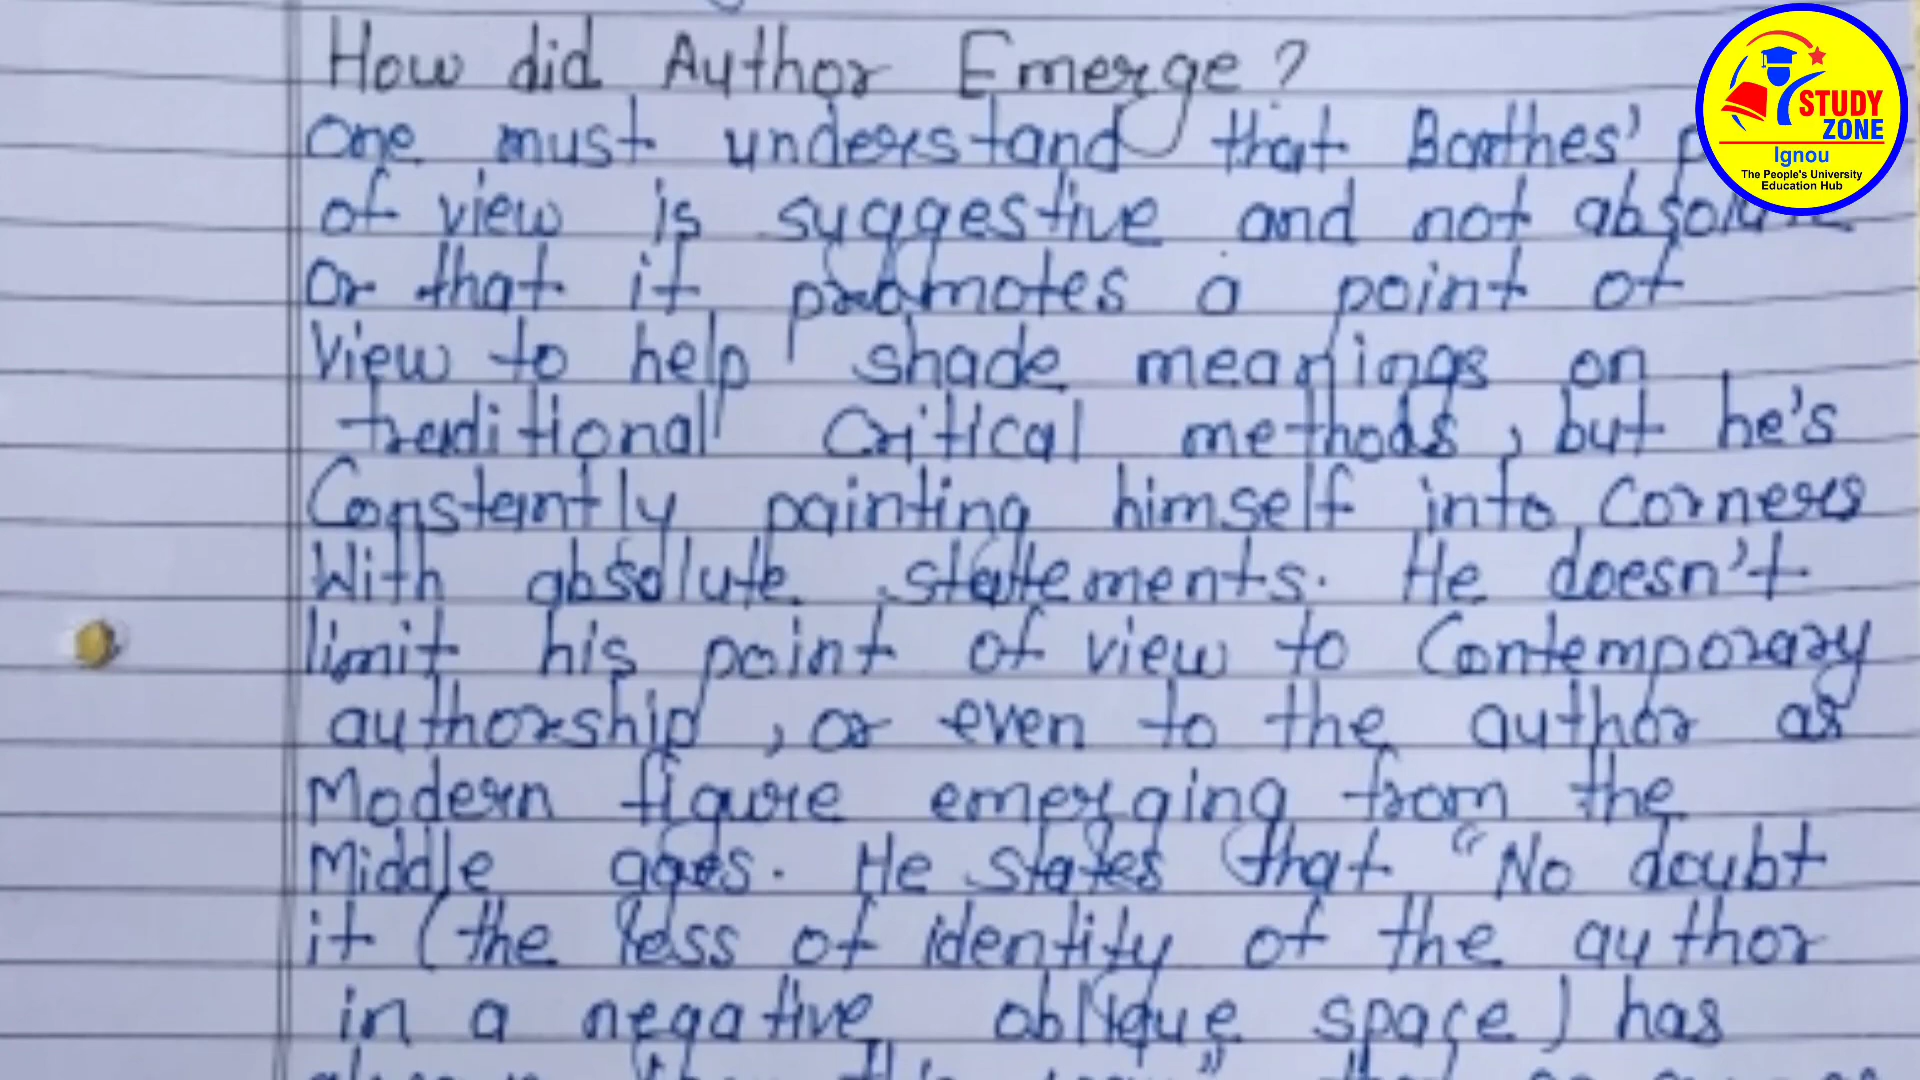 How did Author Emerge?
One must understand that Barthes'
of view is suggestive and not absolute
or that it promotes a point of
View to help shade meanings on
traditional critical methods, but he's
Constantly painting himself into Corners
With absolute statements. He doesn't
limit his point of view to Contemporary
authorship, or even to the author as
Modern figure emerging from the
Middle ages. He states that "No doubt
it (the less of identity of the author
in a negative oblique space) has
STUDY
ZONE
Ignou
The People's University
Education Hub